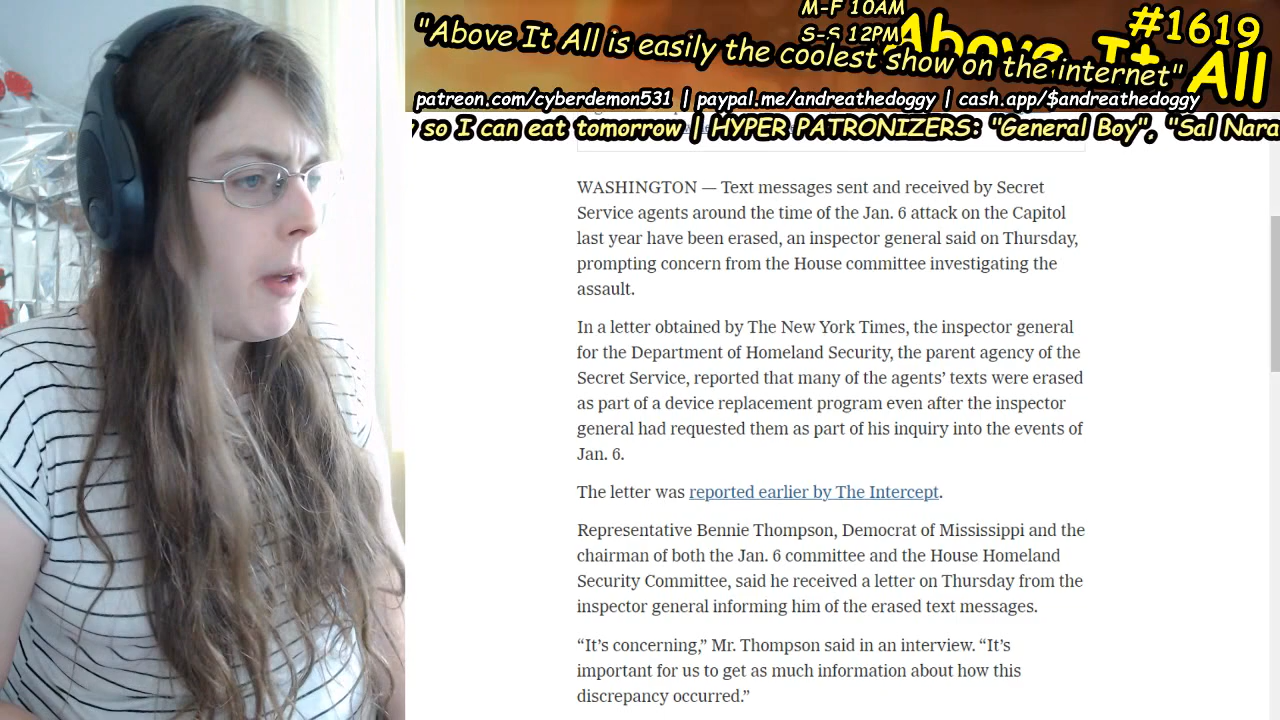 M-F 10AM
S-S 12PM
#1619
Above It All
"Above It All is easily the coolest show on the internet"
patreon.com/cyberdemon531 | paypal.me/andreathedoggy | cash.app/$andreathedoggy
so I can eat tomorrow | HYPER PATRONIZERS: "General Boy", "Sal Nara
WASHINGTON — Text messages sent and received by Secret
Service agents around the time of the Jan. 6 attack on the Capitol
last year have been erased, an inspector general said on Thursday,
prompting concern from the House committee investigating the
assault.
In a letter obtained by The New York Times, the inspector general
for the Department of Homeland Security, the parent agency of the
Secret Service, reported that many of the agents’ texts were erased
as part of a device replacement program even after the inspector
general had requested them as part of his inquiry into the events of
Jan. 6.
The letter was reported earlier by The Intercept.
Representative Bennie Thompson, Democrat of Mississippi and the
chairman of both the Jan. 6 committee and the House Homeland
Security Committee, said he received a letter on Thursday from the
inspector general informing him of the erased text messages.
“It’s concerning,” Mr. Thompson said in an interview. “It’s
important for us to get as much information about how this
discrepancy occurred.”